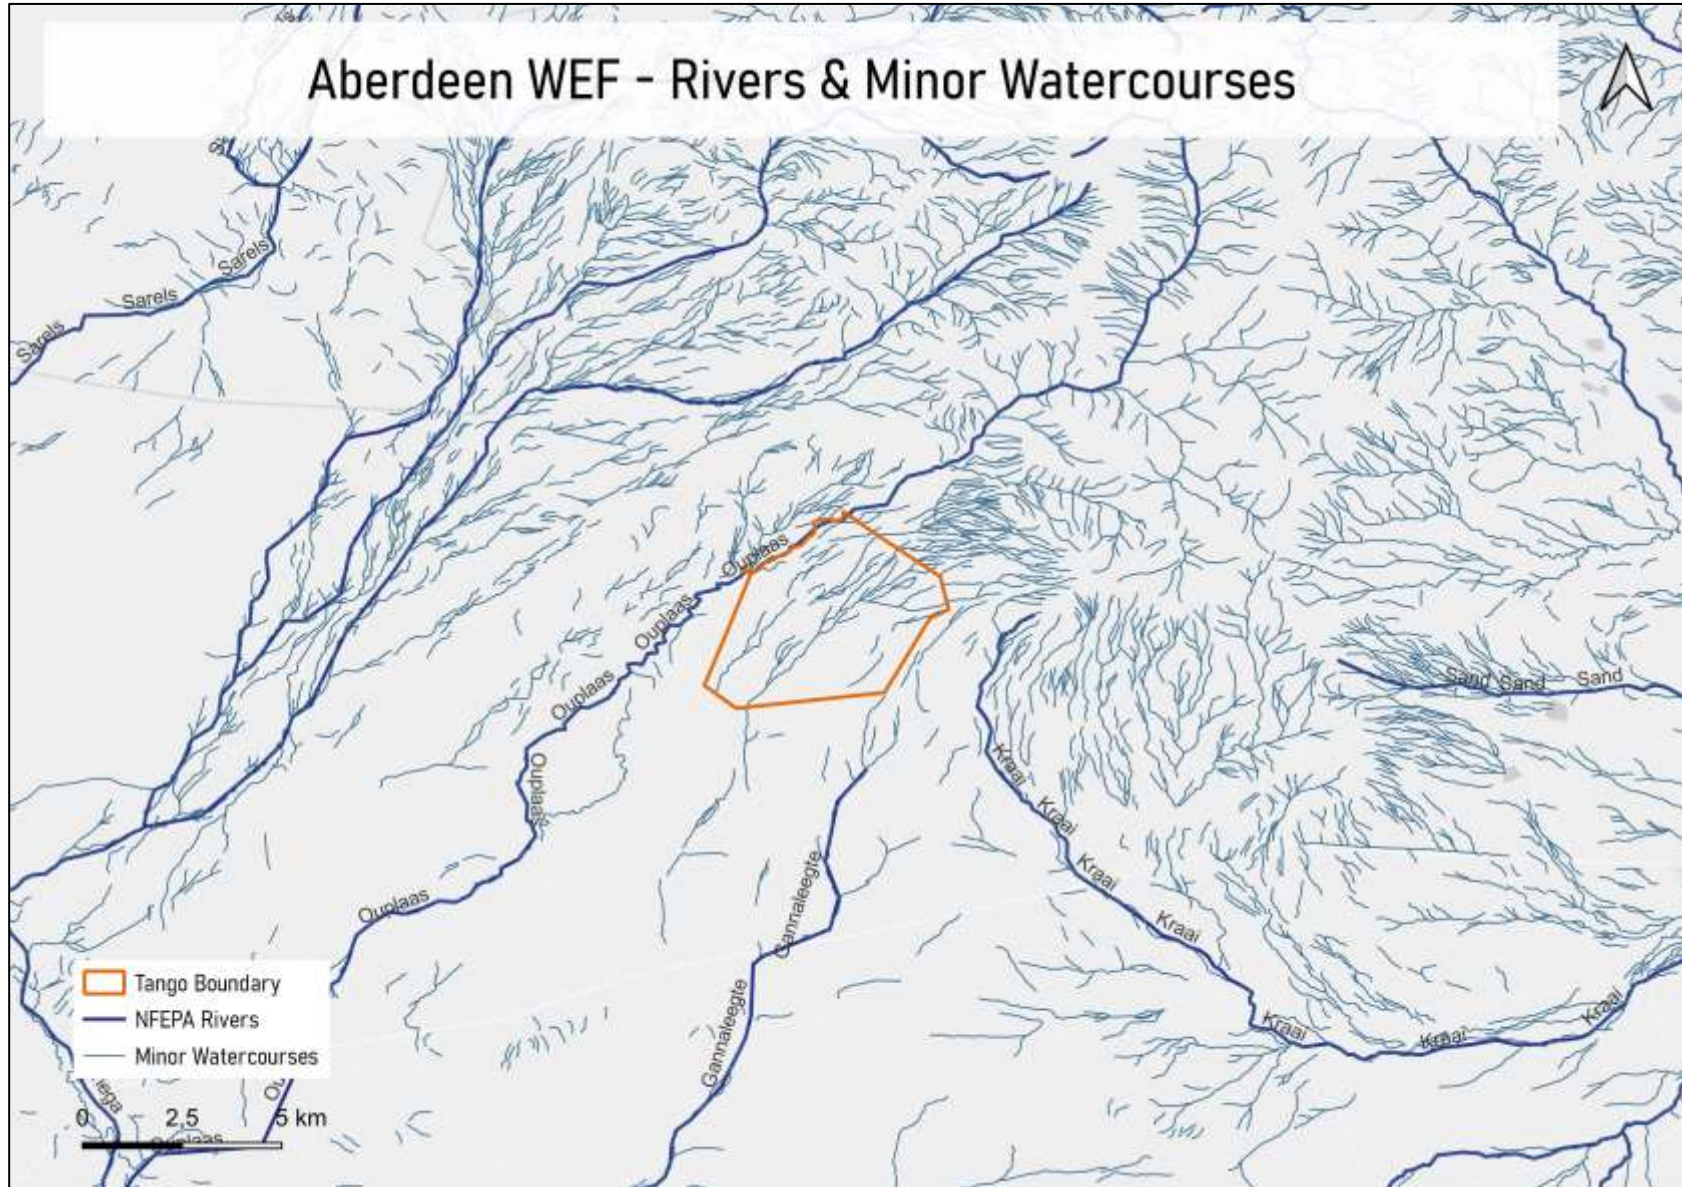 Aberdeen WEF - Rivers & Minor Watercourses
Sarels
Sarels
Sarels
Ouplaas
Ouplaas
Ouplaas
Ouplaas
Ouplaas
Sand
Sand
Sand
Kraai
Kraai
Kraai
Kraai
Kraai
Kraai
Kraai
Gannaleegte
Gannaleegte
Tango Boundary
NFEPA Rivers
Minor Watercourses
0 2,5 5 km